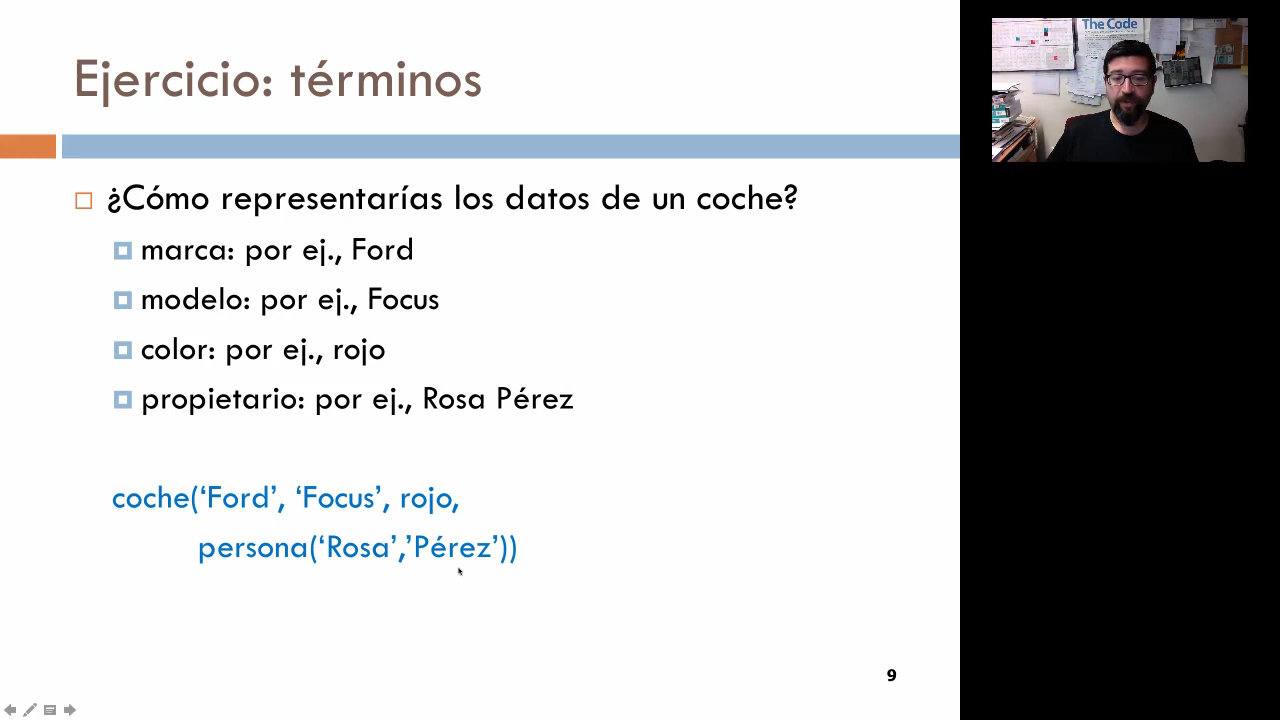 Ejercicio: términos
¿Cómo representarías los datos de un coche?
marca: por ej., Ford
modelo: por ej., Focus
color: por ej., rojo
propietario: por ej., Rosa Pérez
coche(‘Ford’, ‘Focus’, rojo,
persona(‘Rosa’,’Pérez’))
9
The Code